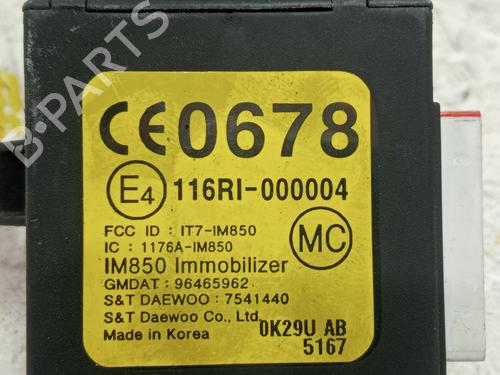 CE0678
E4 116RI-000004
FCC ID : IT7-IM850
IC : 1176A-IM850
MC
IM850 Immobilizer
GMDAT : 96465962
S&T DAEWOO : 7541440
S&T Daewoo Co., Ltd.
Made in Korea
0K29U AB
5167
B-PARTS